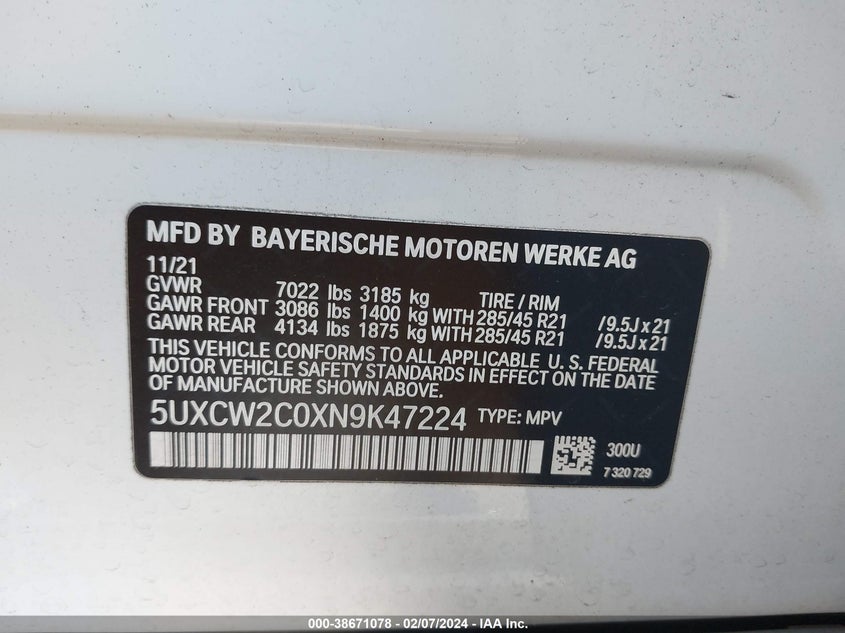 MFD BY BAYERISCHE MOTOREN WERKE AG
11/21
GVWR 7022 lbs 3185 kg TIRE / RIM
GAWR FRONT 3086 lbs 1400 kg WITH 285/45 R21 /9.5J x 21
GAWR REAR 4134 lbs 1875 kg WITH 285/45 R21 /9.5J x 21
THIS VEHICLE CONFORMS TO ALL APPLICABLE U. S. FEDERAL
MOTOR VEHICLE SAFETY STANDARDS IN EFFECT ON THE DATE
OF MANUFACTURE SHOWN ABOVE.
5UXCW2C0XN9K47224 TYPE: MPV
300U
7 320 729
000-38671078 - 02/07/2024 - IAA Inc.